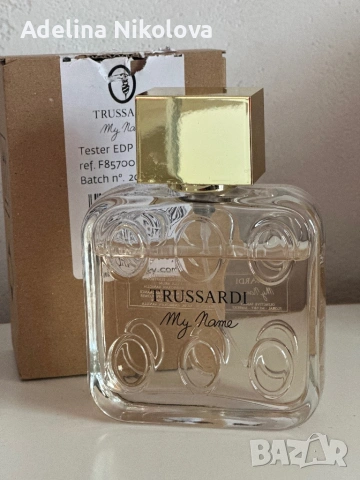 Adelina Nikolova
TRUSSARDI
My Name
Tester EDP
ref. F85700
Batch n°. 20
TRUSSARDI
My Name
BAZAR